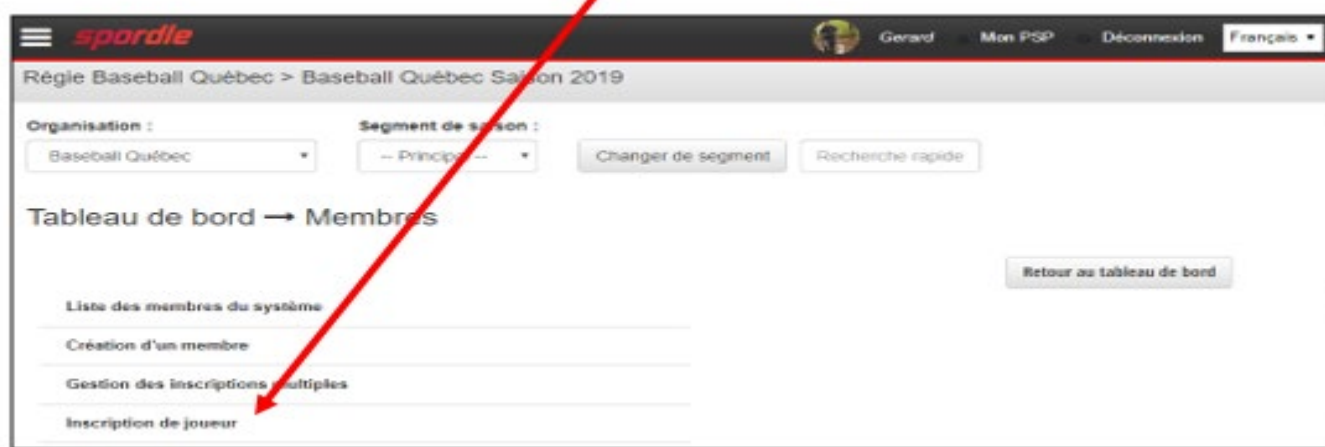 spordle Gerard Mon PSP Déconnexion Français
Régie Baseball Québec > Baseball Québec Saison 2019
Organisation : Segment de saison :
Baseball Québec -- Principal -- Changer de segment Recherche rapide
Tableau de bord → Membres
Retour au tableau de bord
Liste des membres du système
Création d'un membre
Gestion des inscriptions multiples
Inscription de joueur